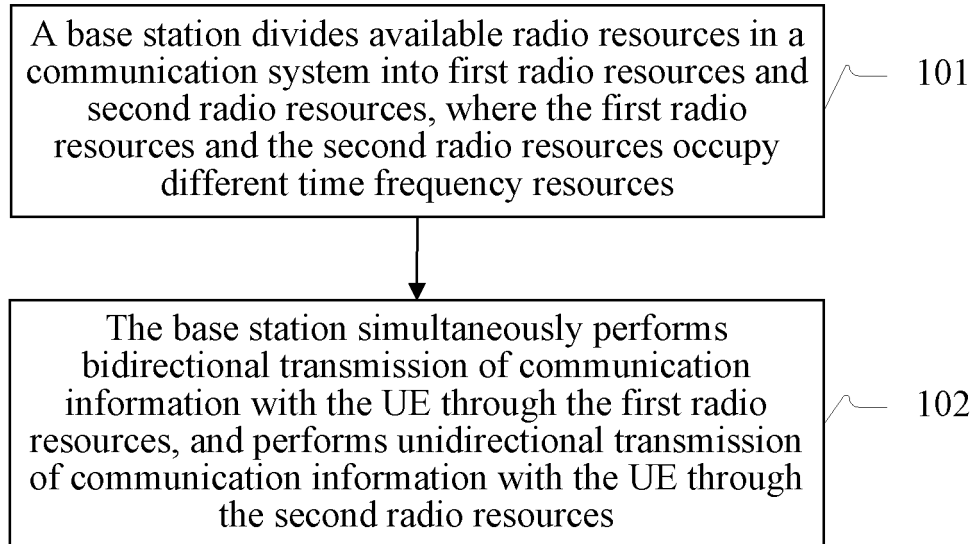 A base station divides available radio resources in a
communication system into first radio resources and
second radio resources, where the first radio
resources and the second radio resources occupy
different time frequency resources
101
The base station simultaneously performs
bidirectional transmission of communication
information with the UE through the first radio
resources, and performs unidirectional transmission
of communication information with the UE through
the second radio resources
102